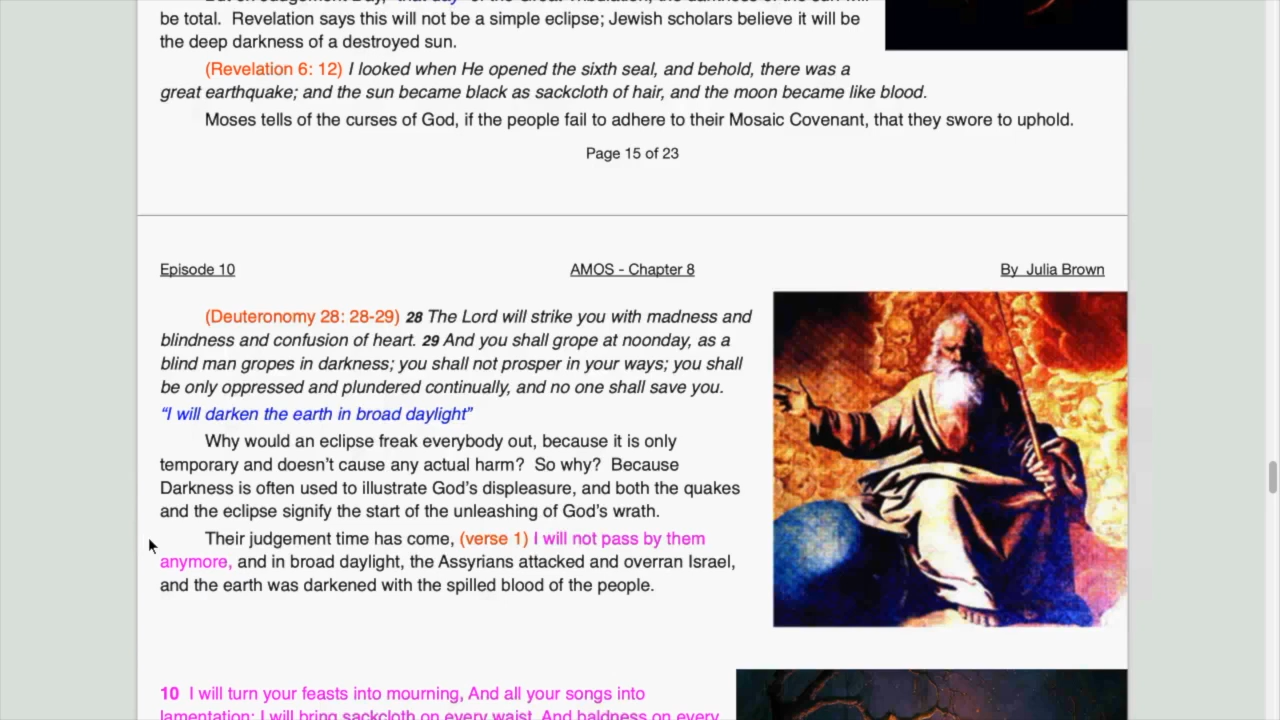 be total.  Revelation says this will not be a simple eclipse; Jewish scholars believe it will be
the deep darkness of a destroyed sun.
(Revelation 6: 12) I looked when He opened the sixth seal, and behold, there was a
great earthquake; and the sun became black as sackcloth of hair, and the moon became like blood.
Moses tells of the curses of God, if the people fail to adhere to their Mosaic Covenant, that they swore to uphold.
Page 15 of 23
Episode 10 AMOS - Chapter 8 By  Julia Brown
(Deuteronomy 28: 28-29) 28 The Lord will strike you with madness and
blindness and confusion of heart. 29 And you shall grope at noonday, as a
blind man gropes in darkness; you shall not prosper in your ways; you shall
be only oppressed and plundered continually, and no one shall save you.
“I will darken the earth in broad daylight”
Why would an eclipse freak everybody out, because it is only
temporary and doesn’t cause any actual harm?  So why?  Because
Darkness is often used to illustrate God’s displeasure, and both the quakes
and the eclipse signify the start of the unleashing of God’s wrath.
Their judgement time has come, (verse 1) I will not pass by them
anymore, and in broad daylight, the Assyrians attacked and overran Israel,
and the earth was darkened with the spilled blood of the people.
10  I will turn your feasts into mourning, And all your songs into
lamentation; I will bring sackcloth on every waist, And baldness on every